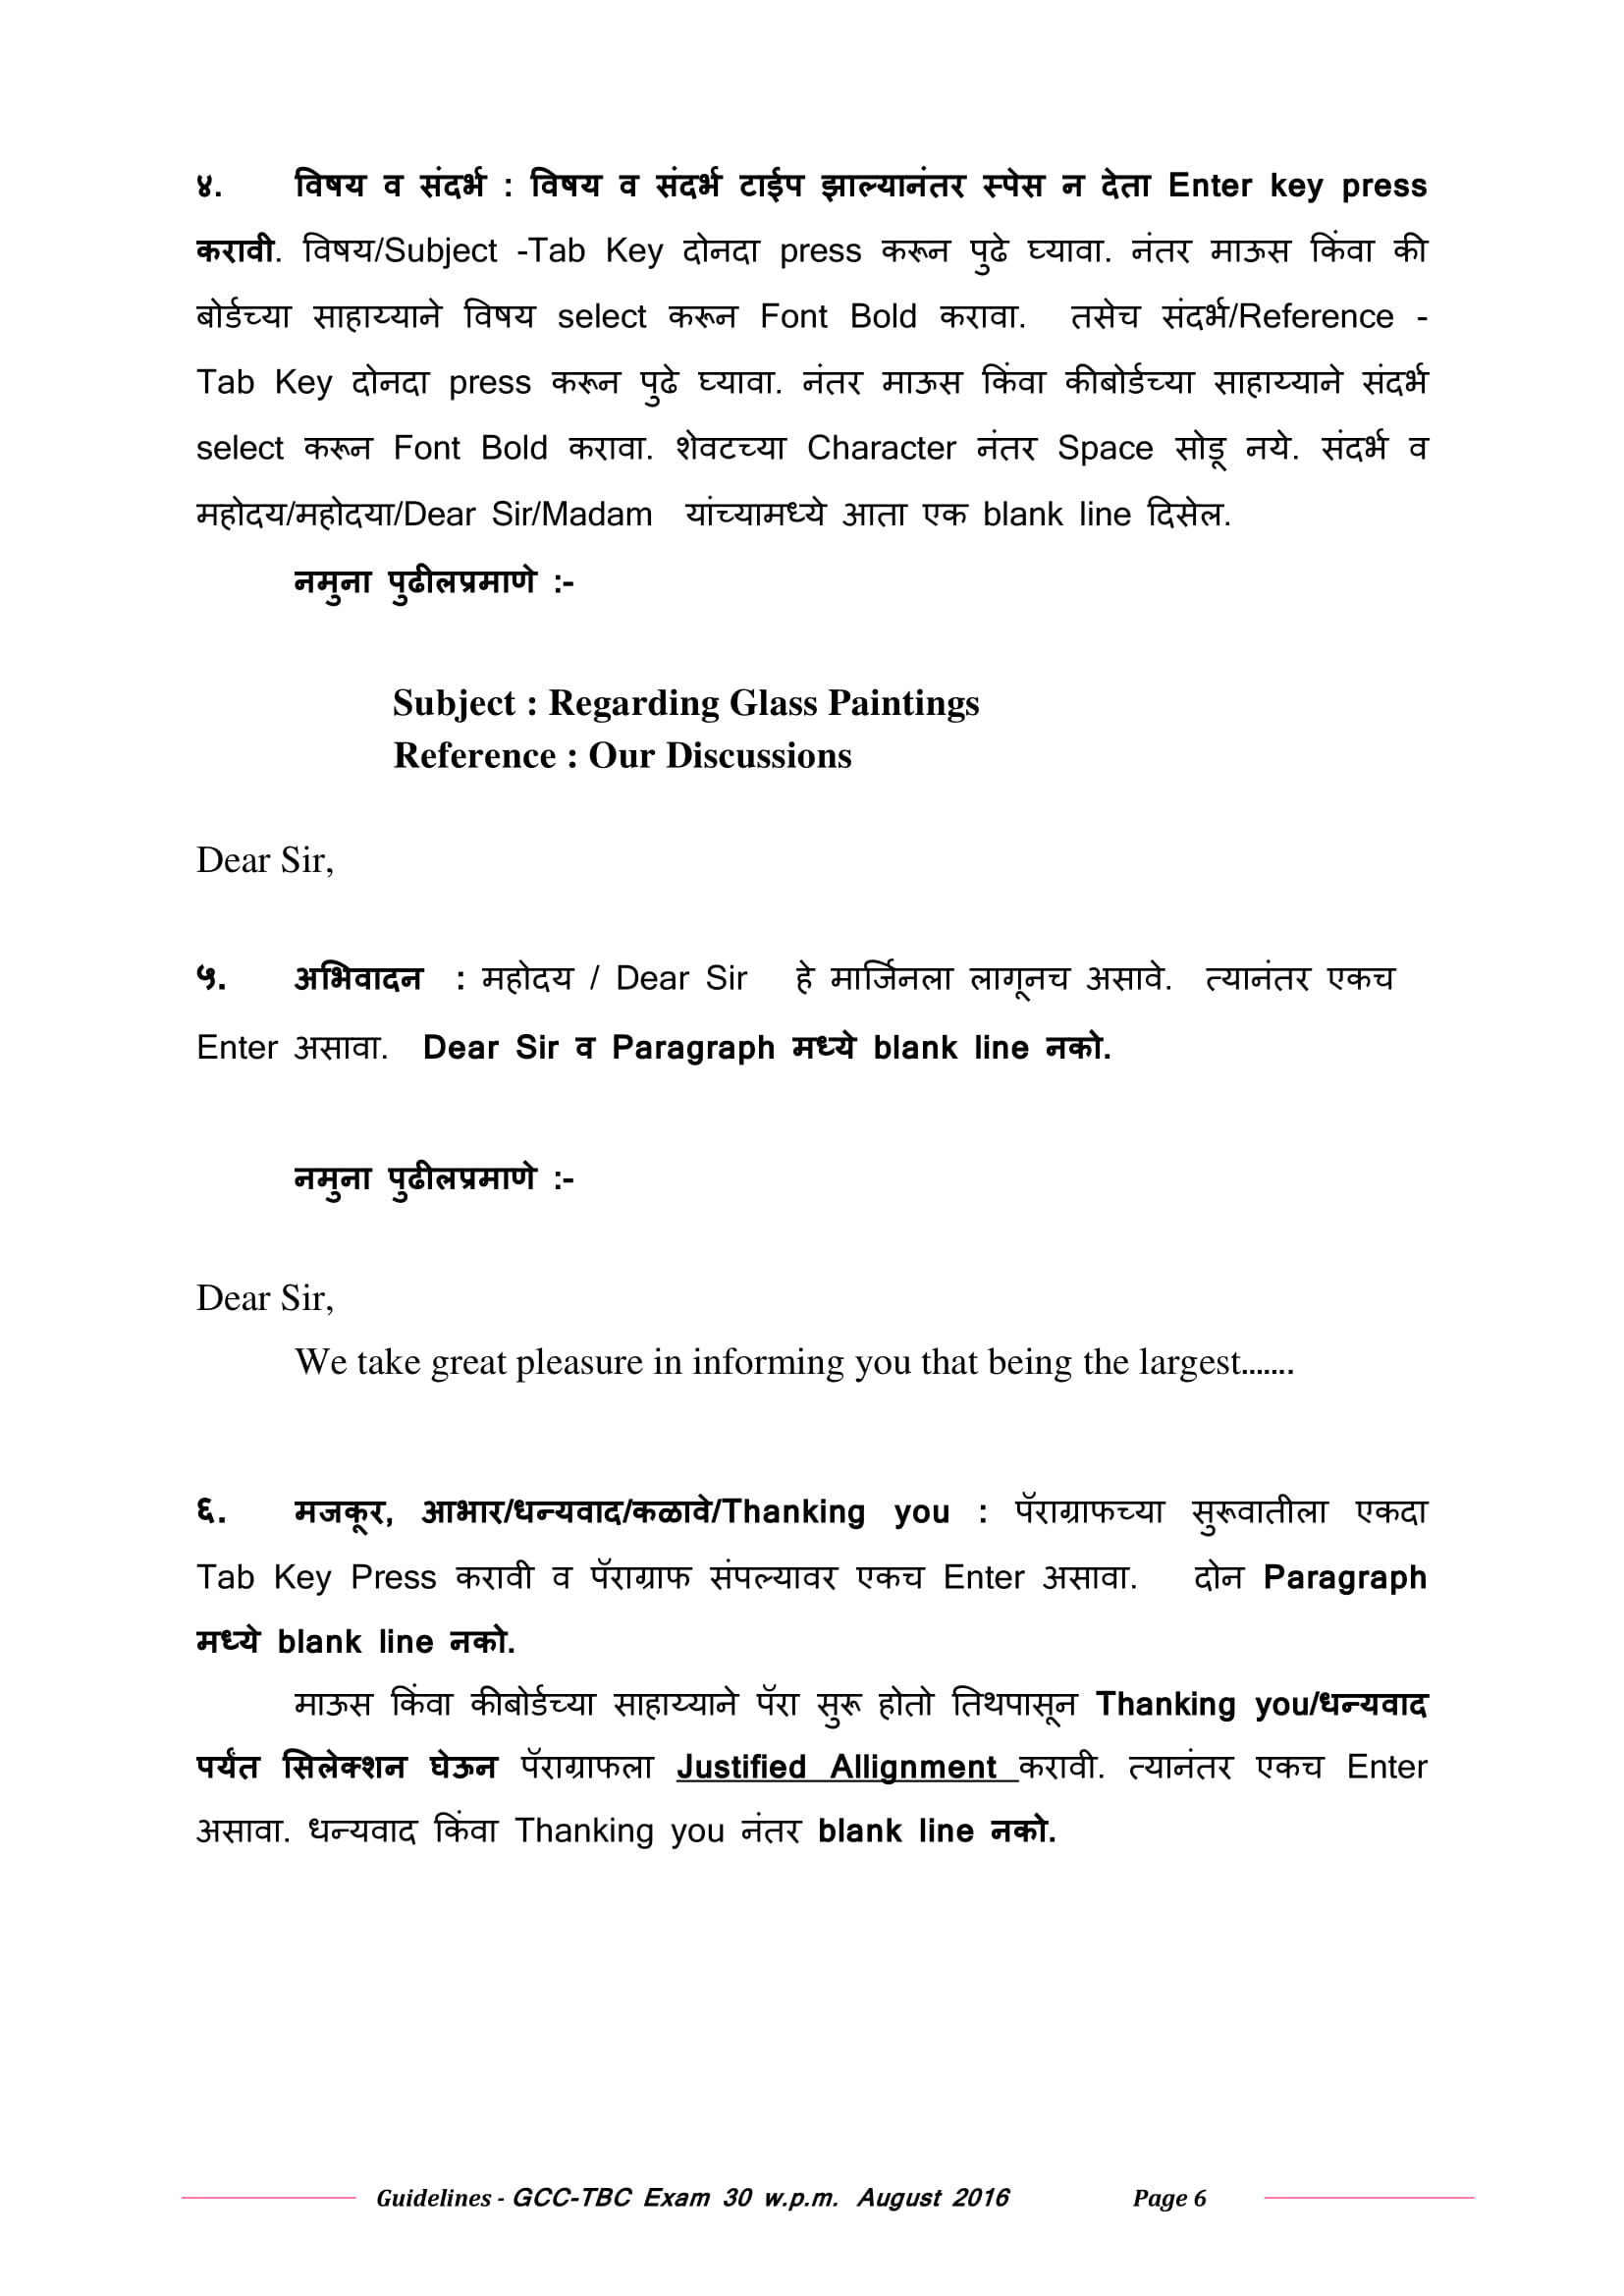 ४. विषय व संदर्भ : विषय व संदर्भ टाईप झाल्यानंतर स्पेस न देता Enter key press
करावी. विषय/Subject -Tab Key दोनदा press करून पुढे घ्यावा. नंतर माऊस किंवा की
बोर्डच्या साहाय्याने विषय select करून Font Bold करावा. तसेच संदर्भ/Reference -
Tab Key दोनदा press करून पुढे घ्यावा. नंतर माऊस किंवा कीबोर्डच्या साहाय्याने संदर्भ
select करून Font Bold करावा. शेवटच्या Character नंतर Space सोडू नये. संदर्भ व
महोदय/महोदया/Dear Sir/Madam यांच्यामध्ये आता एक blank line दिसेल.
नमुना पुढीलप्रमाणे :-
Subject : Regarding Glass Paintings
Reference : Our Discussions
Dear Sir,
५. अभिवादन : महोदय / Dear Sir हे मार्जिनला लागूनच असावे. त्यानंतर एकच
Enter असावा. Dear Sir व Paragraph मध्ये blank line नको.
नमुना पुढीलप्रमाणे :-
Dear Sir,
We take great pleasure in informing you that being the largest.......
६. मजकूर, आभार/धन्यवाद/कळावे/Thanking you : पॅराग्राफच्या सुरूवातीला एकदा
Tab Key Press करावी व पॅराग्राफ संपल्यावर एकच Enter असावा. दोन Paragraph
मध्ये blank line नको.
माऊस किंवा कीबोर्डच्या साहाय्याने पॅरा सुरू होतो तिथपासून Thanking you/धन्यवाद
पर्यंत सिलेक्शन घेऊन पॅराग्राफला Justified Allignment करावी. त्यानंतर एकच Enter
असावा. धन्यवाद किंवा Thanking you नंतर blank line नको.
Guidelines - GCC-TBC Exam 30 w.p.m. August 2016 Page 6